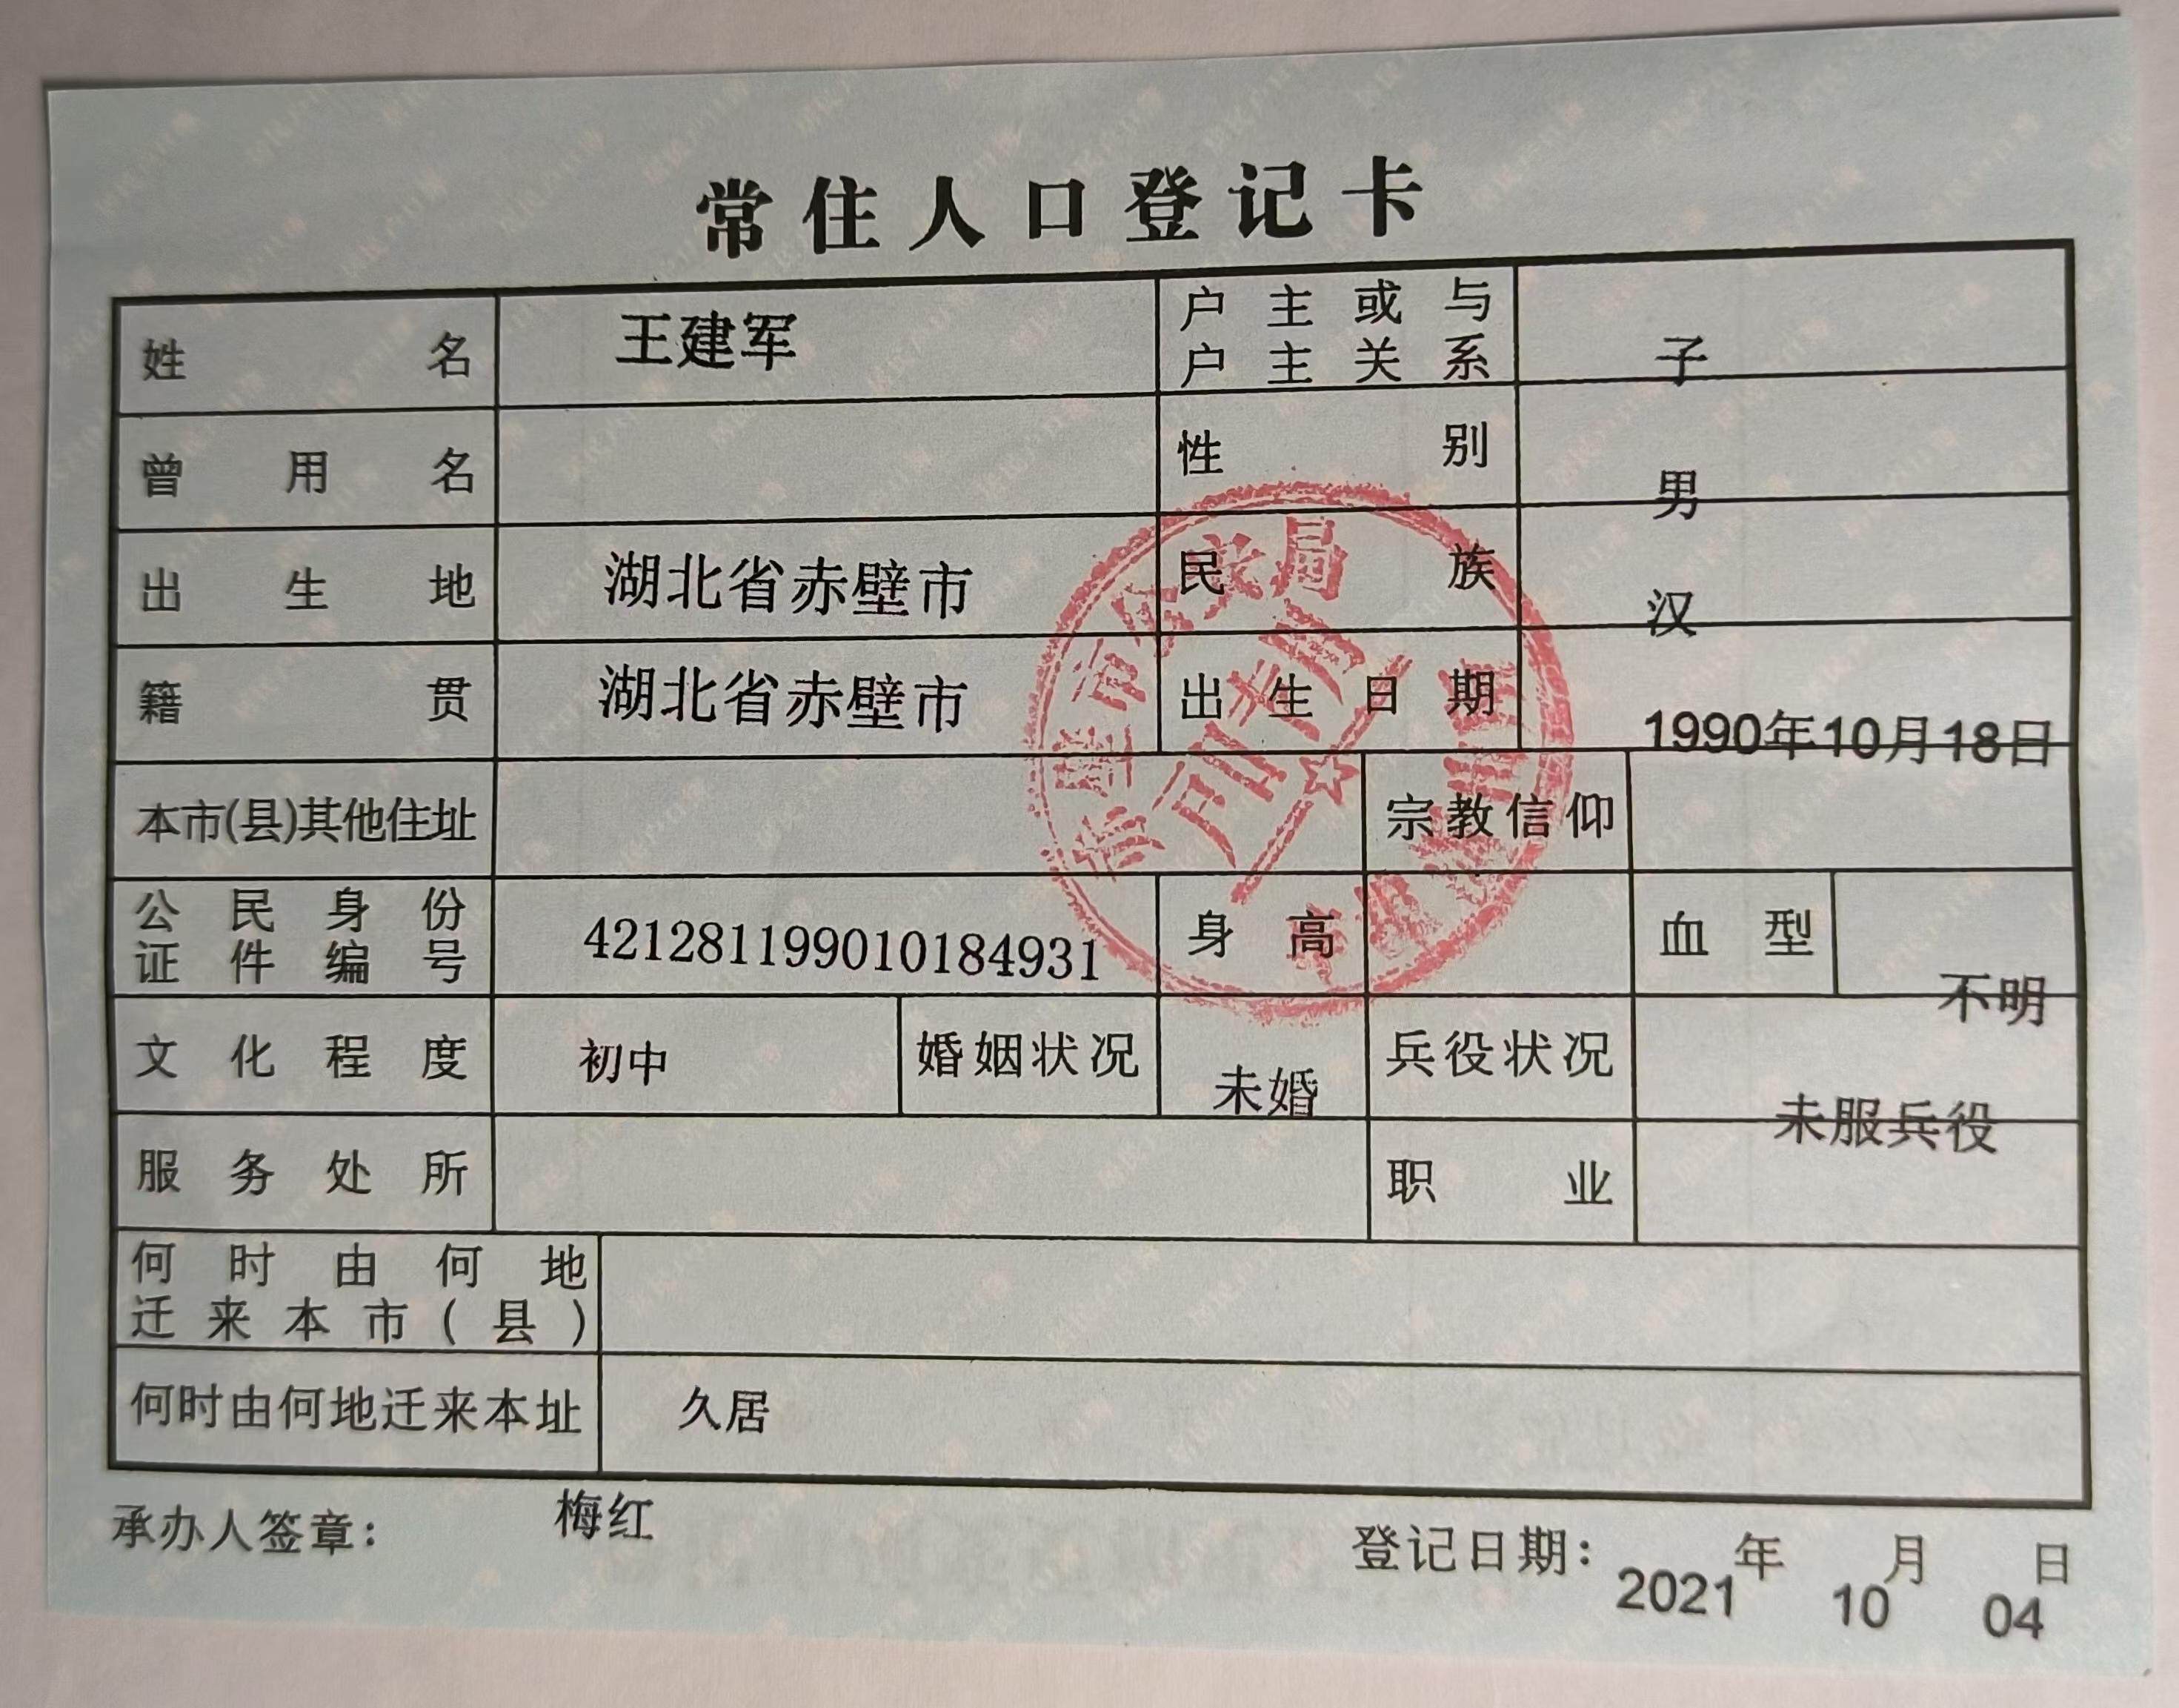 常住人口登记卡
姓名 王建军 户主或与户主关系 子
曾用名 性别 男
出生地 湖北省赤壁市 民族 汉
籍贯 湖北省赤壁市 出生日期 1990年10月18日
本市(县)其他住址 宗教信仰
公民身份证件编号 421281199010184931 身高 血型 不明
文化程度 初中 婚姻状况 未婚 兵役状况 未服兵役
服务处所 职业
何时由何地迁来本市(县)
何时由何地迁来本址 久居
承办人签章: 梅红 登记日期: 2021年10月04日